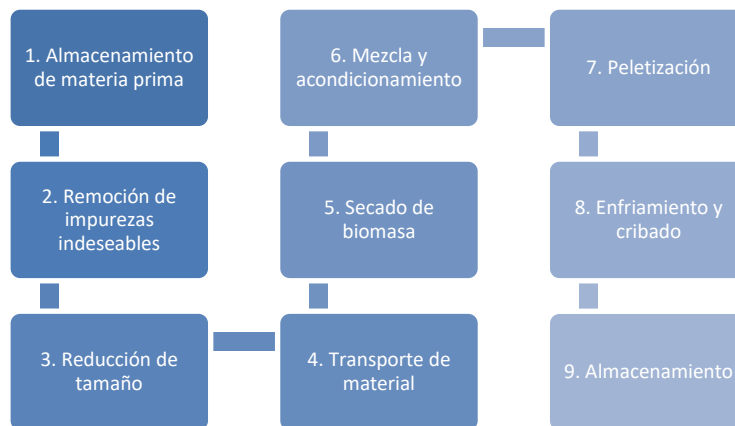 1. Almacenamiento
de materia prima
2. Remoción de
impurezas
indeseables
3. Reducción de
tamaño
4. Transporte de
material
5. Secado de
biomasa
6. Mezcla y
acondicionamiento
7. Peletización
8. Enfriamiento y
cribado
9. Almacenamiento